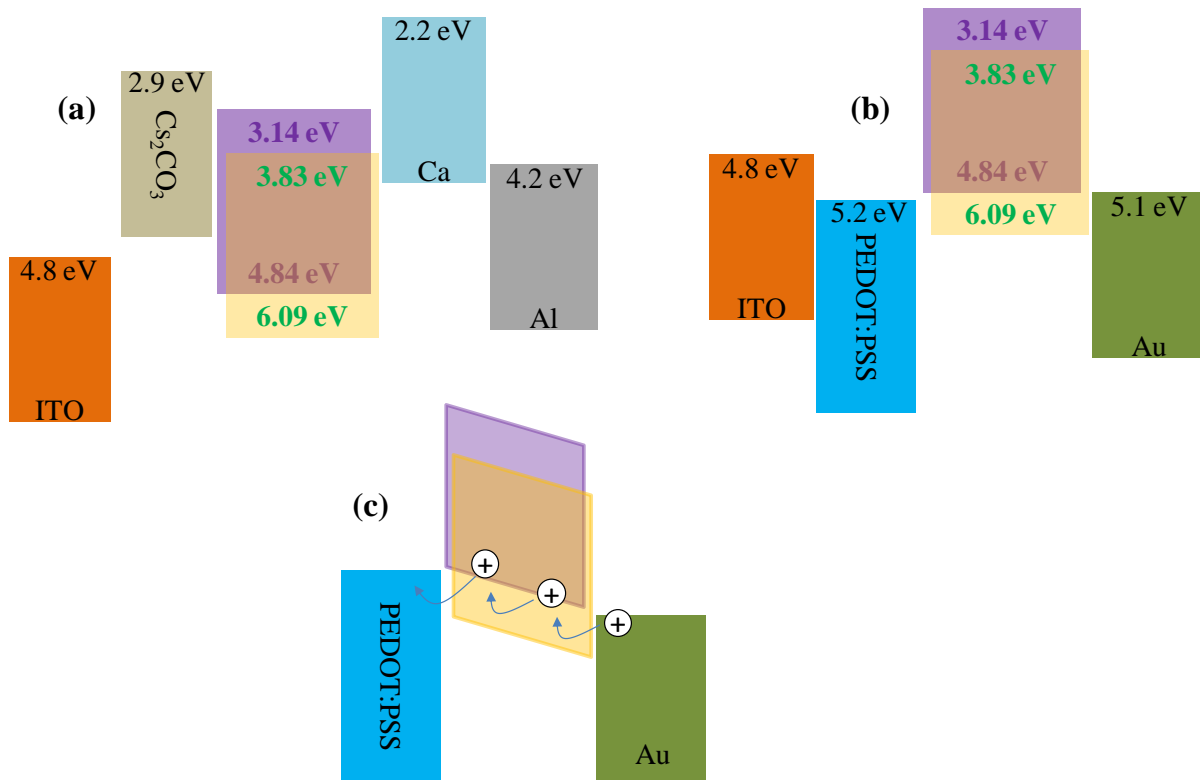 (a)
2.9 eV
Cs₂CO₃
3.14 eV
3.83 eV
4.84 eV
6.09 eV
2.2 eV
Ca
4.2 eV
Al
4.8 eV
ITO
(b)
3.14 eV
3.83 eV
4.84 eV
6.09 eV
4.8 eV
ITO
5.2 eV
PEDOT:PSS
5.1 eV
Au
(c)
PEDOT:PSS
+
+
+
Au